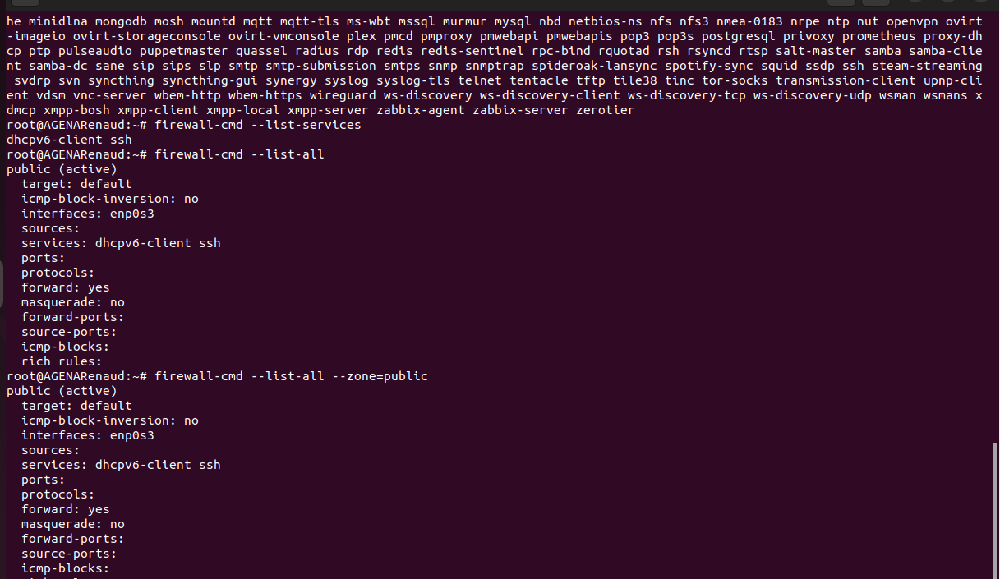 he minidlna mongodb mosh mountd mqtt mqtt-tls ms-wbt mssql murmur mysql nbd netbios-ns nfs nfs3 nmea-0183 nrpe ntp nut openvpn ovirt
-imageio ovirt-storageconsole ovirt-vmconsole plex pmcd pmproxy pmwebapi pmwebapis pop3 pop3s postgresql privoxy prometheus proxy-dh
cp ptp pulseaudio puppetmaster quassel radius rdp redis redis-sentinel rpc-bind rquotad rsh rsyncd rtsp salt-master samba samba-clie
nt samba-dc sane sip sips slp smtp smtp-submission smtps snmp snmptrap spideroak-lansync spotify-sync squid ssdp ssh steam-streaming
 svdrp svn syncthing syncthing-gui synergy syslog syslog-tls telnet tentacle tftp tile38 tinc tor-socks transmission-client upnp-cli
ent vdsm vnc-server wbem-http wbem-https wireguard ws-discovery ws-discovery-client ws-discovery-tcp ws-discovery-udp wsman wsmans x
dmcp xmpp-bosh xmpp-client xmpp-local xmpp-server zabbix-agent zabbix-server zerotier
root@AGENARenaud:~# firewall-cmd --list-services
dhcpv6-client ssh
root@AGENARenaud:~# firewall-cmd --list-all
public (active)
  target: default
  icmp-block-inversion: no
  interfaces: enp0s3
  sources:
  services: dhcpv6-client ssh
  ports:
  protocols:
  forward: yes
  masquerade: no
  forward-ports:
  source-ports:
  icmp-blocks:
  rich rules:
root@AGENARenaud:~# firewall-cmd --list-all --zone=public
public (active)
  target: default
  icmp-block-inversion: no
  interfaces: enp0s3
  sources:
  services: dhcpv6-client ssh
  ports:
  protocols:
  forward: yes
  masquerade: no
  forward-ports:
  source-ports:
  icmp-blocks: